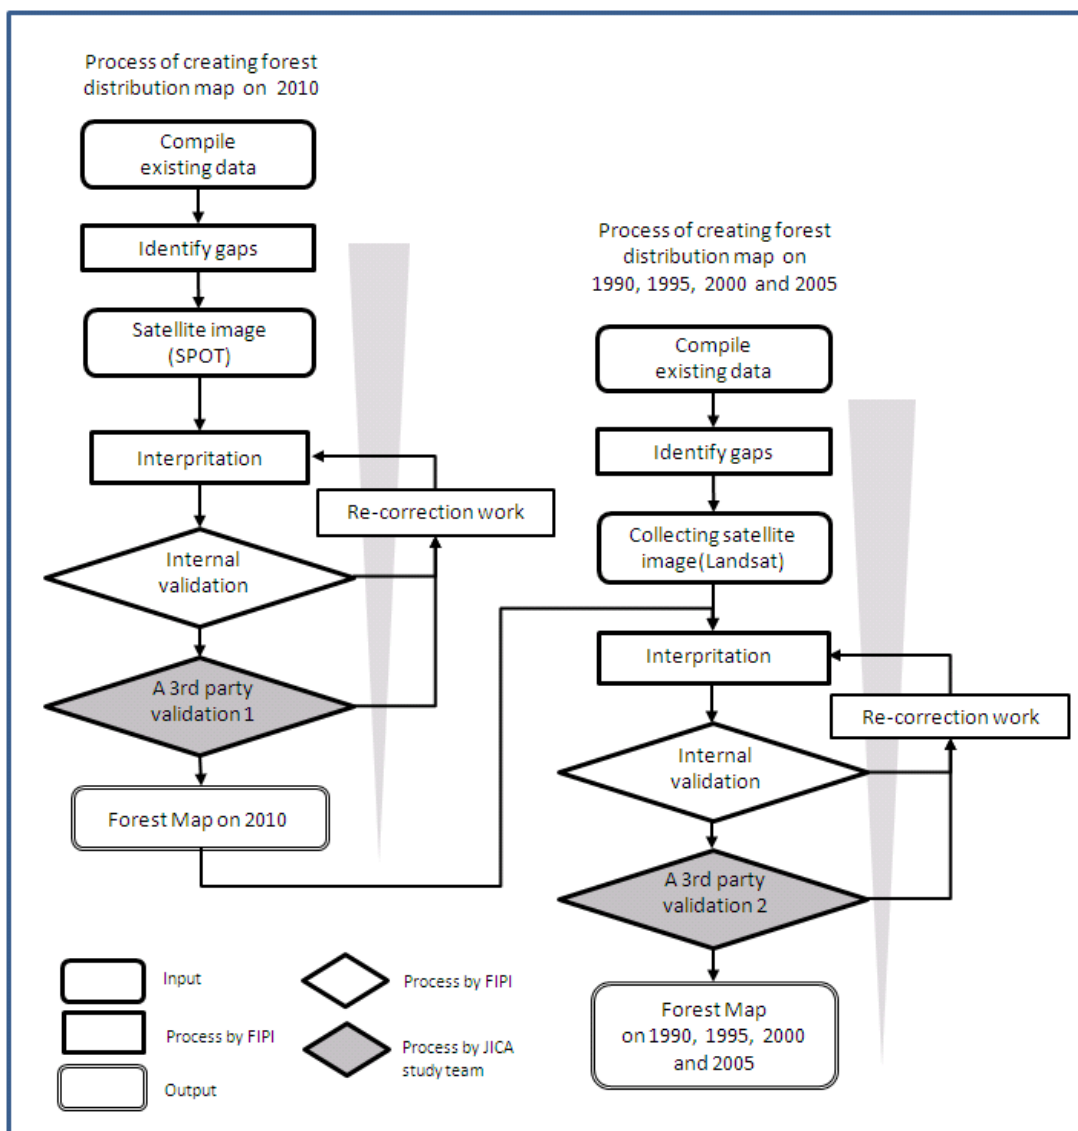 Process of creating forest
distribution map on 2010
Compile
existing data
Identify gaps
Satellite image
(SPOT)
Interpritation
Re-correction work
Internal
validation
A 3rd party
validation 1
Forest Map on 2010
Process of creating forest
distribution map on
1990, 1995, 2000 and 2005
Compile
existing data
Identify gaps
Collecting satellite
image(Landsat)
Interpritation
Re-correction work
Internal
validation
A 3rd party
validation 2
Forest Map
on 1990, 1995, 2000
and 2005
Input
Process by FIPI
Output
Process by FIPI
Process by JICA
study team